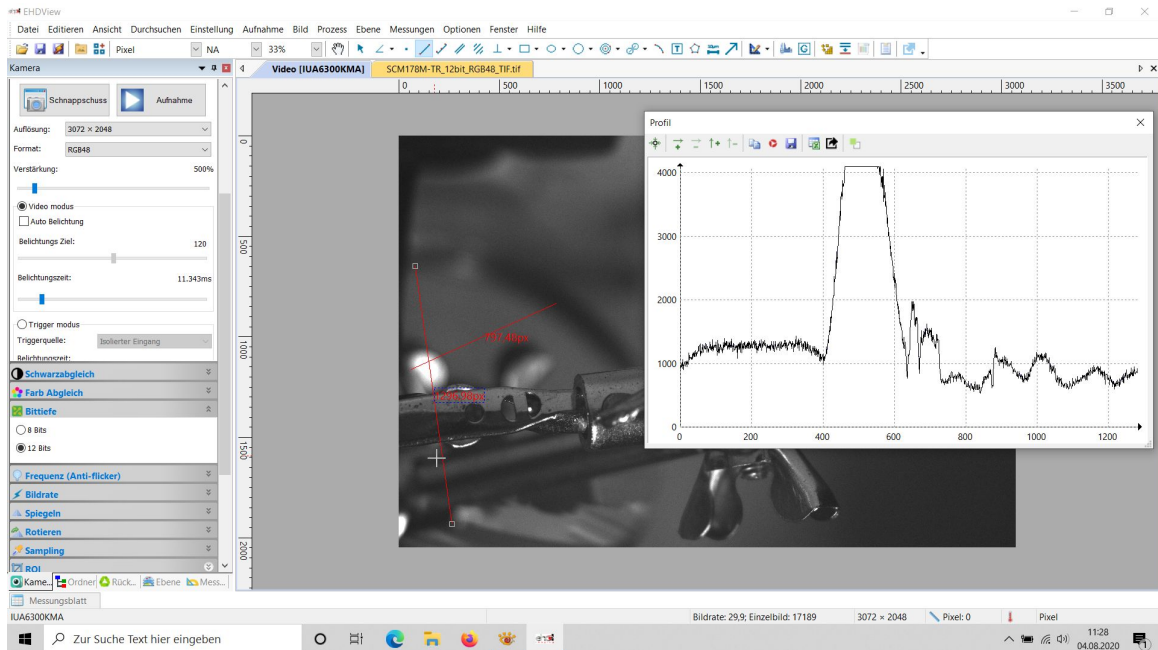 EHDView
Datei Editieren Ansicht Durchsuchen Einstellung Aufnahme Bild Prozess Ebene Messungen Optionen Fenster Hilfe
Pixel NA 33%
Kamera
Video [IUA6300KMA] SCM178M-TR_12bit_RGB48_TIF.tif
Schnappschuss Aufnahme
Auflösung: 3072 × 2048
Format: RGB48
Verstärkung: 500%
Video modus
Auto Belichtung
Belichtungs Ziel: 120
Belichtungszeit: 11.343ms
Trigger modus
Triggerquelle: Isolierter Eingang
Belichtungszeit:
Schwarzabgleich
Farb Abgleich
Bittiefe
8 Bits
12 Bits
Frequenz (Anti-flicker)
Bildrate
Spiegeln
Rotieren
Sampling
ROI
Kame... Ordner Rück... Ebene Mess...
0 500 1000 1500 2000 2500 3000 3500
0
500
1000
1500
2000
Profil
4000
3000
2000
1000
0
0 200 400 600 800 1000 1200
Messungsblatt
IUA6300KMA
Bildrate: 29,9; Einzelbild: 17189 3072 × 2048 Pixel: 0 Pixel
Zur Suche Text hier eingeben
11:28
04.08.2020